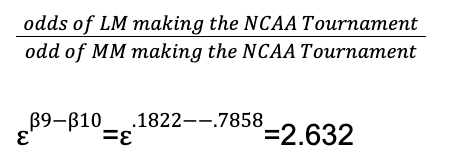 odds of LM making the NCAA Tournament
odd of MM making the NCAA Tournament
ε^β9−β10=ε^.1822−−.7858=2.632